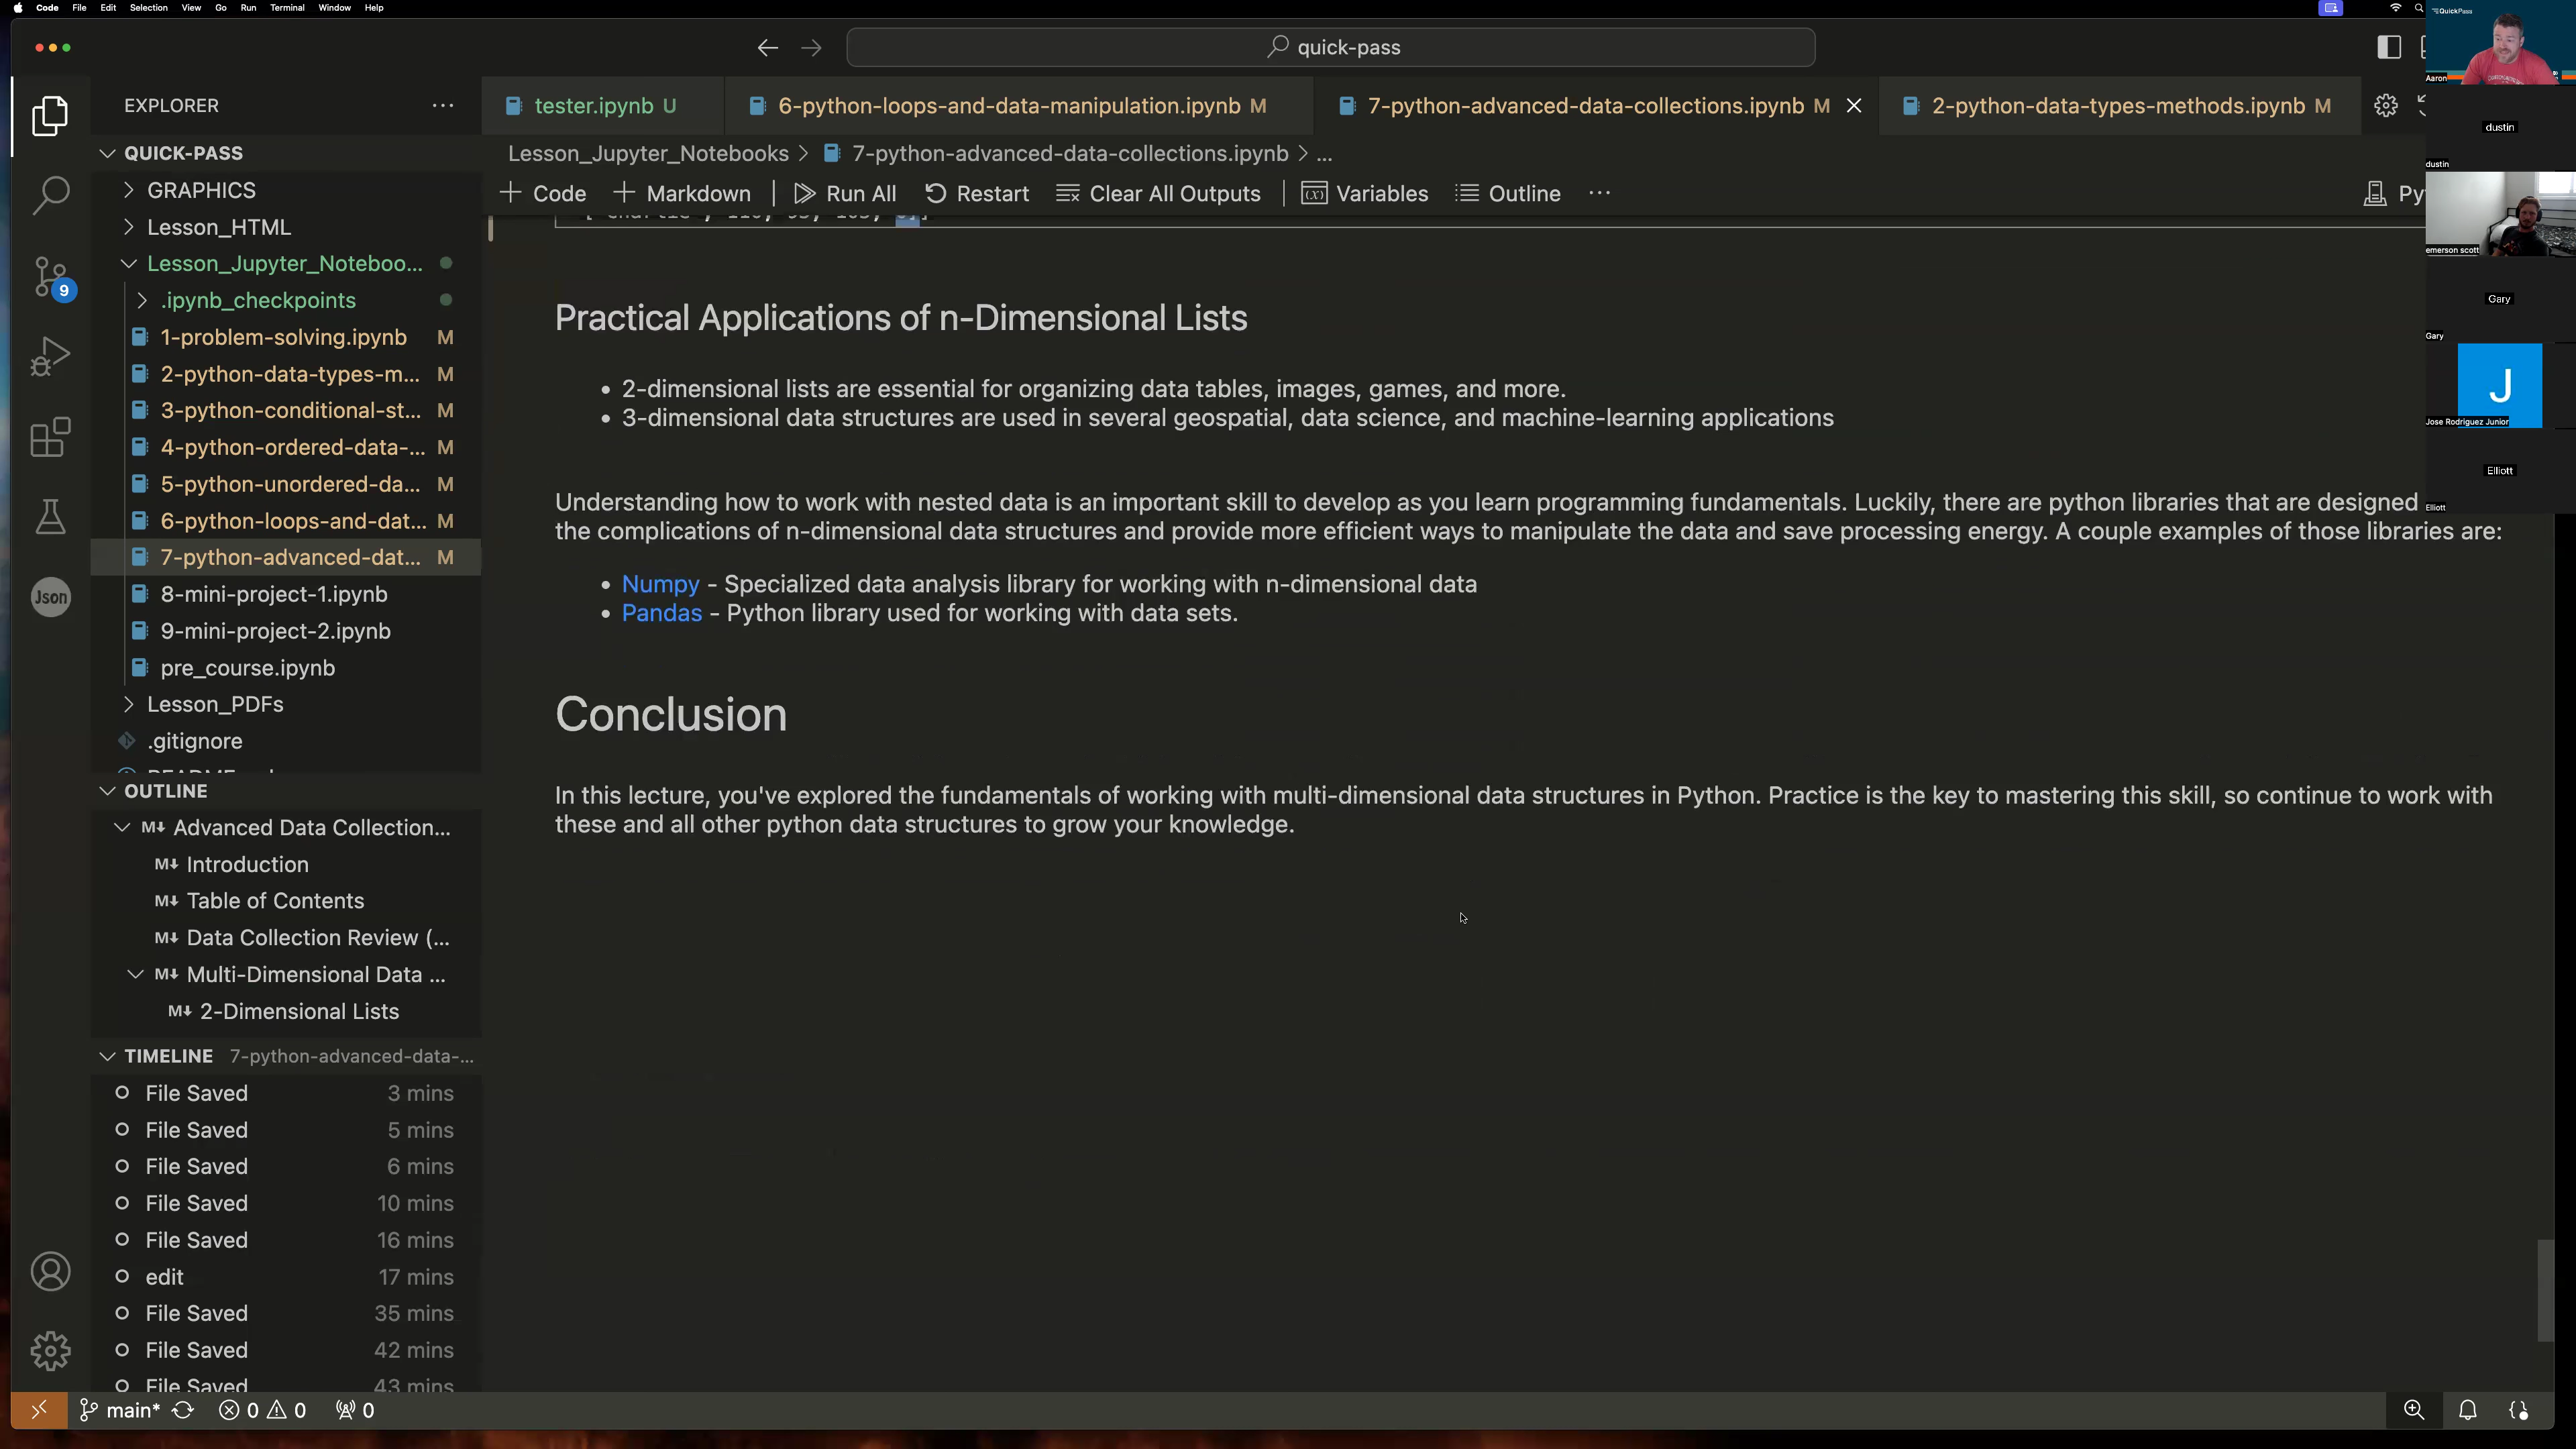 Code File Edit Selection View Go Run Terminal Window Help
quick-pass
EXPLORER
QUICK-PASS
GRAPHICS
Lesson_HTML
Lesson_Jupyter_Noteboo...
.ipynb_checkpoints
1-problem-solving.ipynb M
2-python-data-types-m... M
3-python-conditional-st... M
4-python-ordered-data-... M
5-python-unordered-da... M
6-python-loops-and-dat... M
7-python-advanced-dat... M
8-mini-project-1.ipynb
9-mini-project-2.ipynb
pre_course.ipynb
Lesson_PDFs
.gitignore
OUTLINE
M↓ Advanced Data Collection...
M↓ Introduction
M↓ Table of Contents
M↓ Data Collection Review (...
M↓ Multi-Dimensional Data ...
M↓ 2-Dimensional Lists
TIMELINE 7-python-advanced-data-...
File Saved 3 mins
File Saved 5 mins
File Saved 6 mins
File Saved 10 mins
File Saved 16 mins
edit 17 mins
File Saved 35 mins
File Saved 42 mins
File Saved 43 mins
9
Json
tester.ipynb U
6-python-loops-and-data-manipulation.ipynb M
7-python-advanced-data-collections.ipynb M
2-python-data-types-methods.ipynb M
Lesson_Jupyter_Notebooks > 7-python-advanced-data-collections.ipynb > ...
+ Code + Markdown | Run All Restart Clear All Outputs | Variables Outline ... Py
Practical Applications of n-Dimensional Lists
• 2-dimensional lists are essential for organizing data tables, images, games, and more.
• 3-dimensional data structures are used in several geospatial, data science, and machine-learning applications
Understanding how to work with nested data is an important skill to develop as you learn programming fundamentals. Luckily, there are python libraries that are designed
the complications of n-dimensional data structures and provide more efficient ways to manipulate the data and save processing energy. A couple examples of those libraries are:
• Numpy - Specialized data analysis library for working with n-dimensional data
• Pandas - Python library used for working with data sets.
Conclusion
In this lecture, you've explored the fundamentals of working with multi-dimensional data structures in Python. Practice is the key to mastering this skill, so continue to work with
these and all other python data structures to grow your knowledge.
QuickPass
Aaron
dustin
dustin
emerson scott
Gary
Gary
J
Jose Rodriguez Junior
Elliott
Elliott
main* 0 0 0